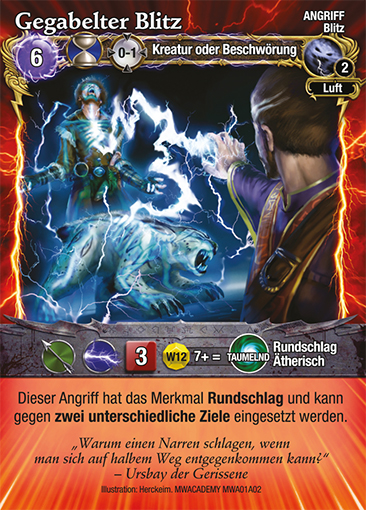 Gegabelter Blitz
ANGRIFF
Blitz
6
0-1
Kreatur oder Beschwörung
2
Luft
3
W12
7+ =
TAUMELND
Rundschlag
Ätherisch
Dieser Angriff hat das Merkmal Rundschlag und kann
gegen zwei unterschiedliche Ziele eingesetzt werden.
„Warum einen Narren schlagen, wenn
man sich auf halbem Weg entgegenkommen kann?“
– Ursbay der Gerissene
Illustration: Herckeim. MWACADEMY MWA01A02